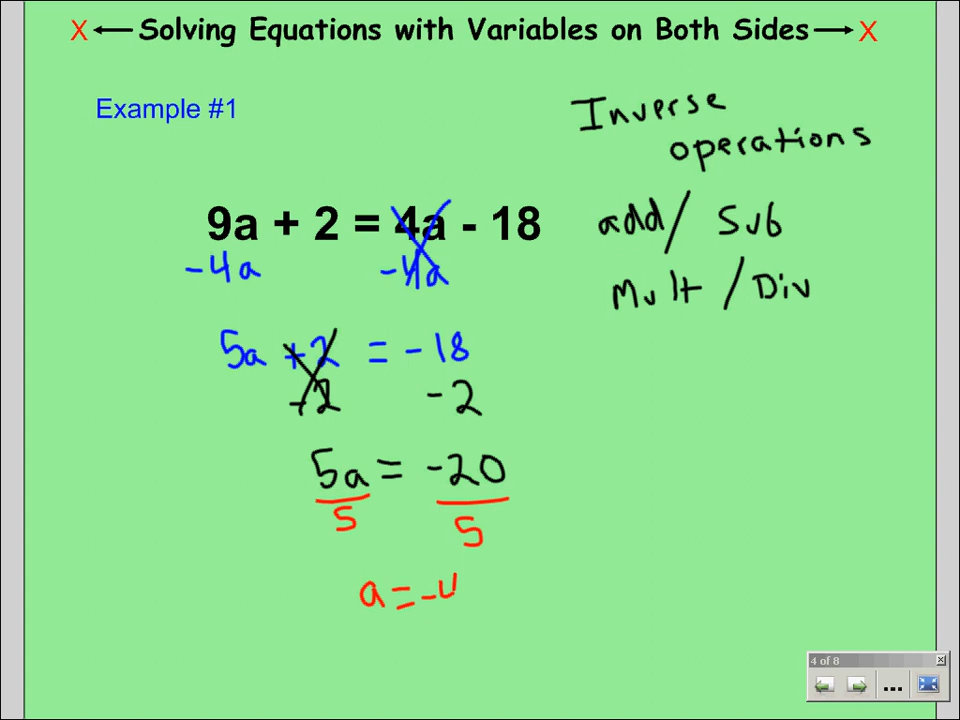 X Solving Equations with Variables on Both Sides X
Example #1
Inverse
operations
9a + 2 = 4a - 18
add/ Sub
-4a -4a
Mult / Div
5a +2 = -18
-2 -2
5a = -20
5 5
a = -4
4 of 8
...